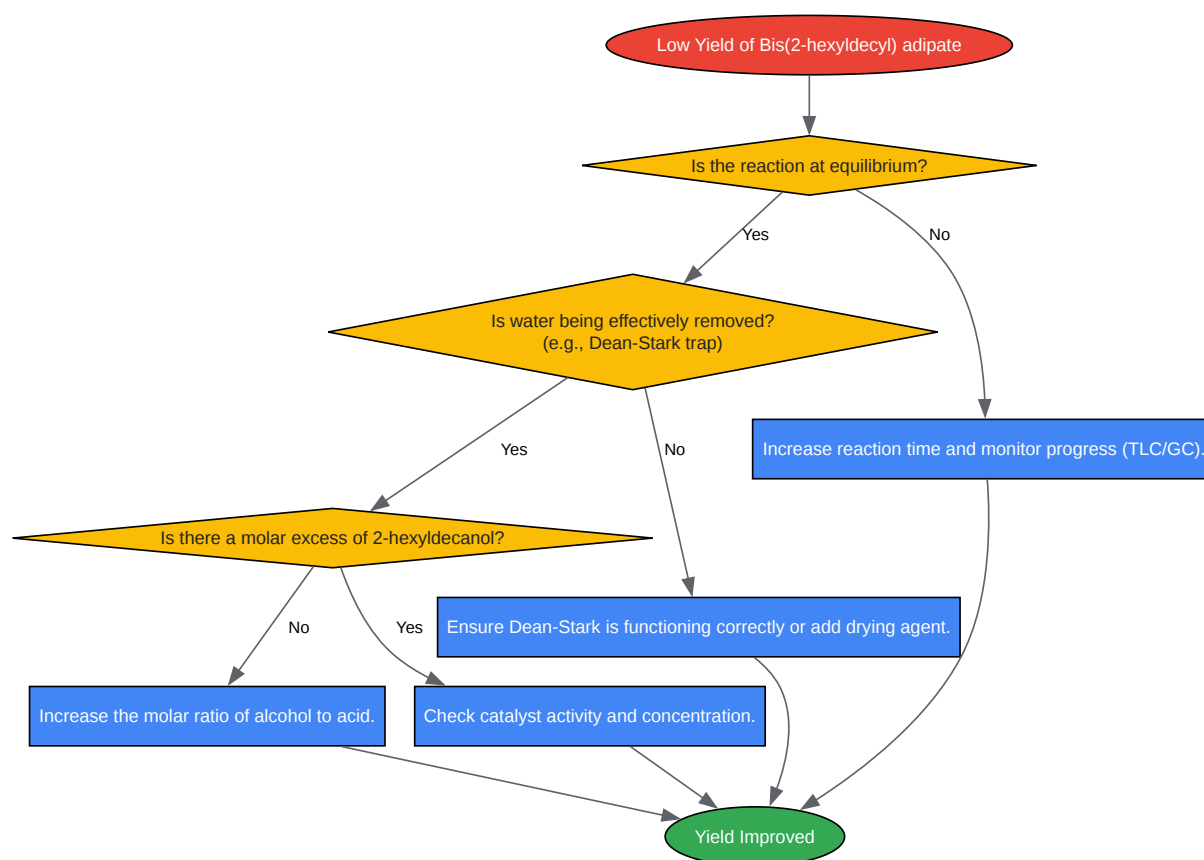 Low Yield of Bis(2-hexyldecyl) adipate
Is the reaction at equilibrium?
Yes
No
Is water being effectively removed?
(e.g., Dean-Stark trap)
Increase reaction time and monitor progress (TLC/GC).
Yes
No
Is there a molar excess of 2-hexyldecanol?
Ensure Dean-Stark is functioning correctly or add drying agent.
No
Yes
Increase the molar ratio of alcohol to acid.
Check catalyst activity and concentration.
Yield Improved